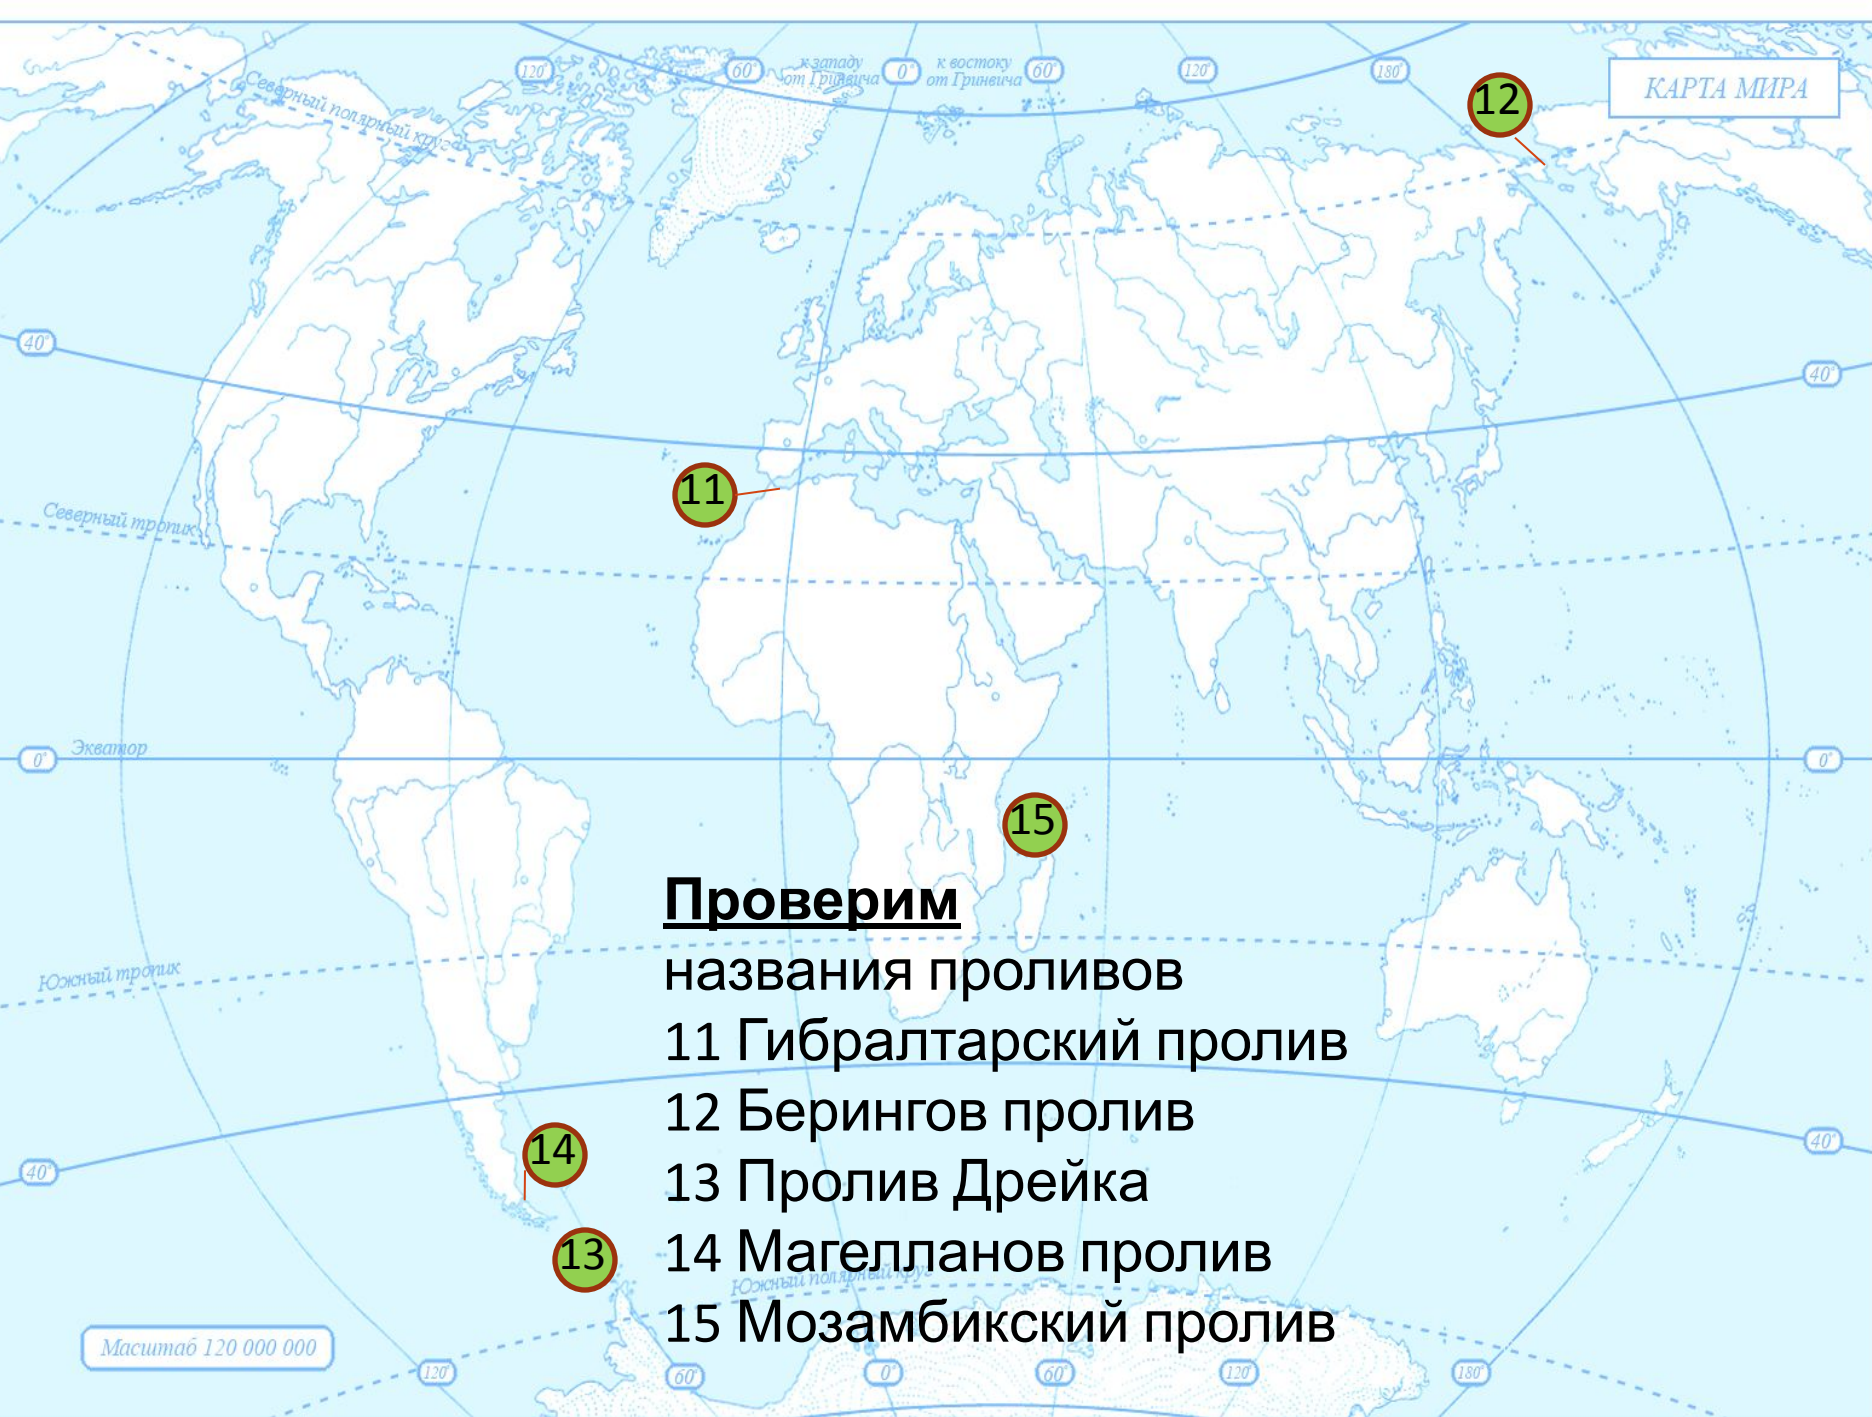 120°
60°
к западу
от Гринвича
0°
к востоку
от Гринвича
60°
120°
180°
12
КАРТА МИРА
Северный полярный круг
40°
40°
11
Северный тропик
Экватор
0°
0°
15
Проверим
названия проливов
Южный тропик
11 Гибралтарский пролив
12 Берингов пролив
14
40°
40°
13 Пролив Дрейка
13
14 Магелланов пролив
Южный полярный круг
15 Мозамбикский пролив
Масштаб 120 000 000
120°
60°
0°
60°
120°
180°